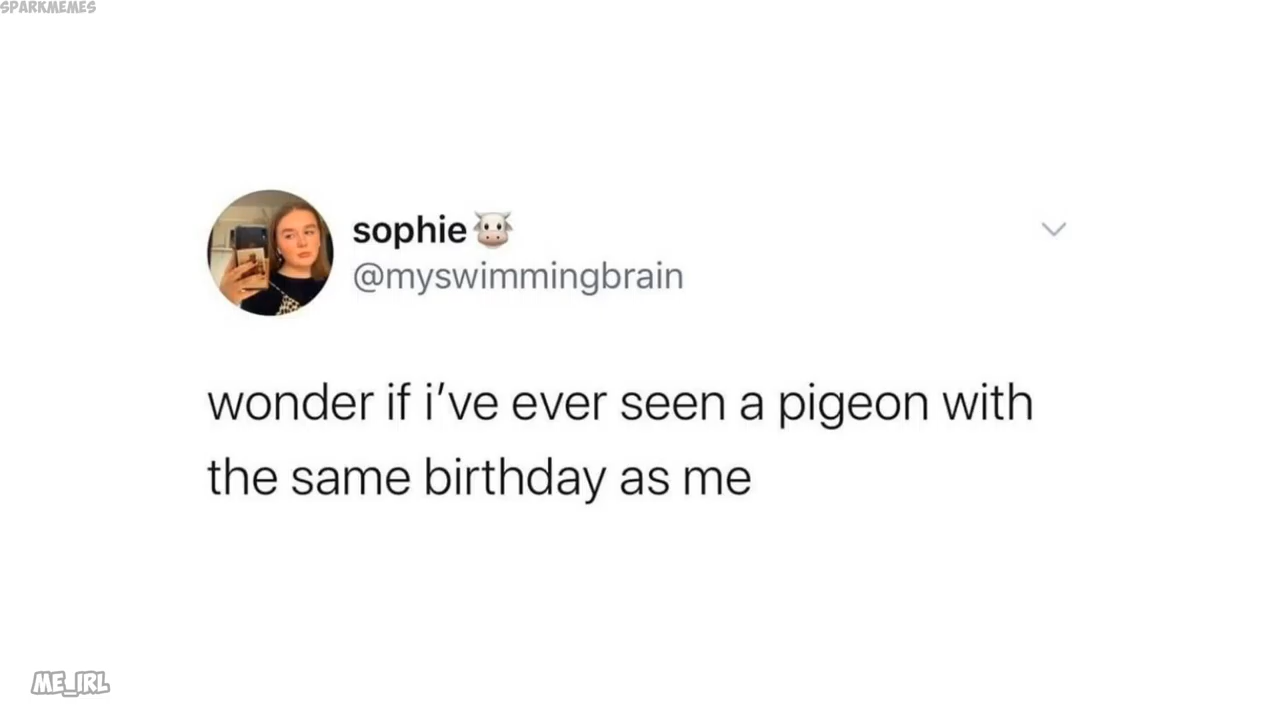 SPARKMEMES
sophie🐮
@myswimmingbrain
wonder if i've ever seen a pigeon with
the same birthday as me
ME_IRL